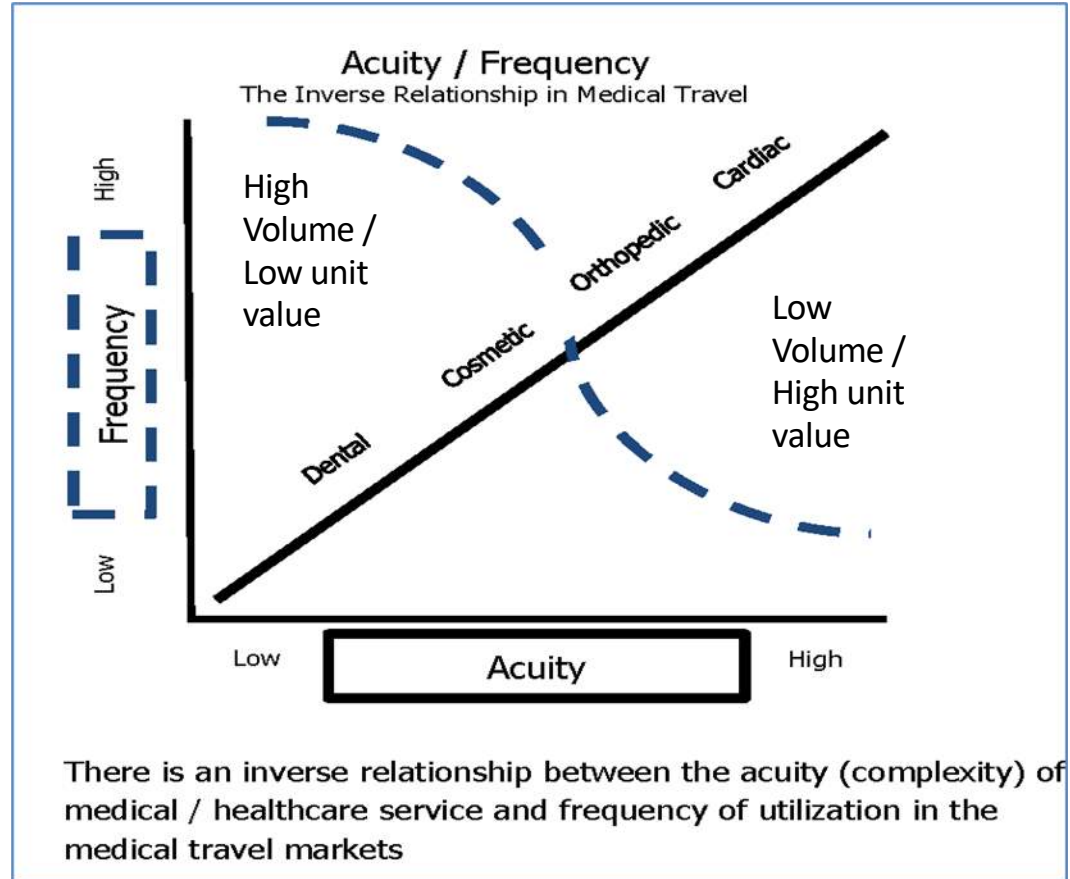 Acuity / Frequency
The Inverse Relationship in Medical Travel
High
Frequency
Low
High
Volume /
Low unit
value
Dental
Cosmetic
Orthopedic
Cardiac
Low
Volume /
High unit
value
Low
Acuity
High
There is an inverse relationship between the acuity (complexity) of
medical / healthcare service and frequency of utilization in the
medical travel markets